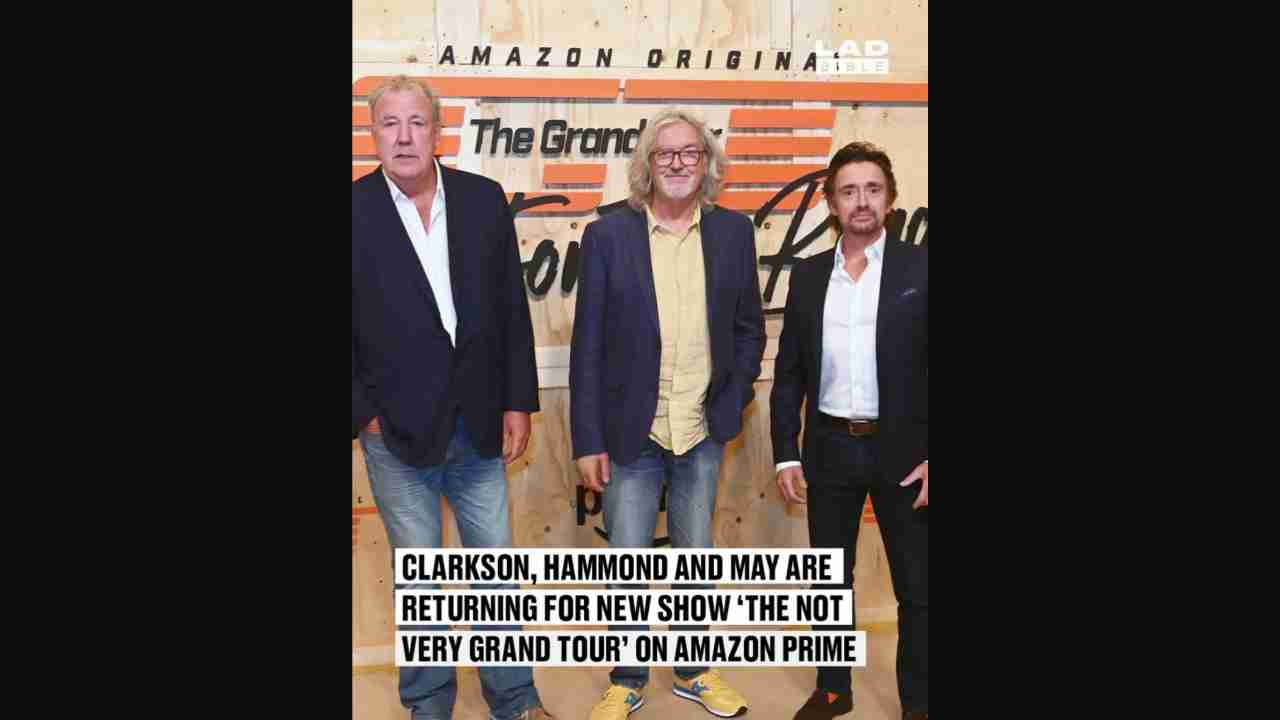 AMAZON ORIGINA
LAD
BIBLE
The Grand
CLARKSON, HAMMOND AND MAY ARE
RETURNING FOR NEW SHOW ‘THE NOT
VERY GRAND TOUR’ ON AMAZON PRIME